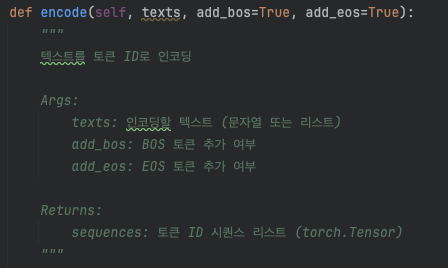 def encode(self, texts, add_bos=True, add_eos=True):
"""
텍스트를 토큰 ID로 인코딩
Args:
texts: 인코딩할 텍스트 (문자열 또는 리스트)
add_bos: BOS 토큰 추가 여부
add_eos: EOS 토큰 추가 여부
Returns:
sequences: 토큰 ID 시퀀스 리스트 (torch.Tensor)
"""